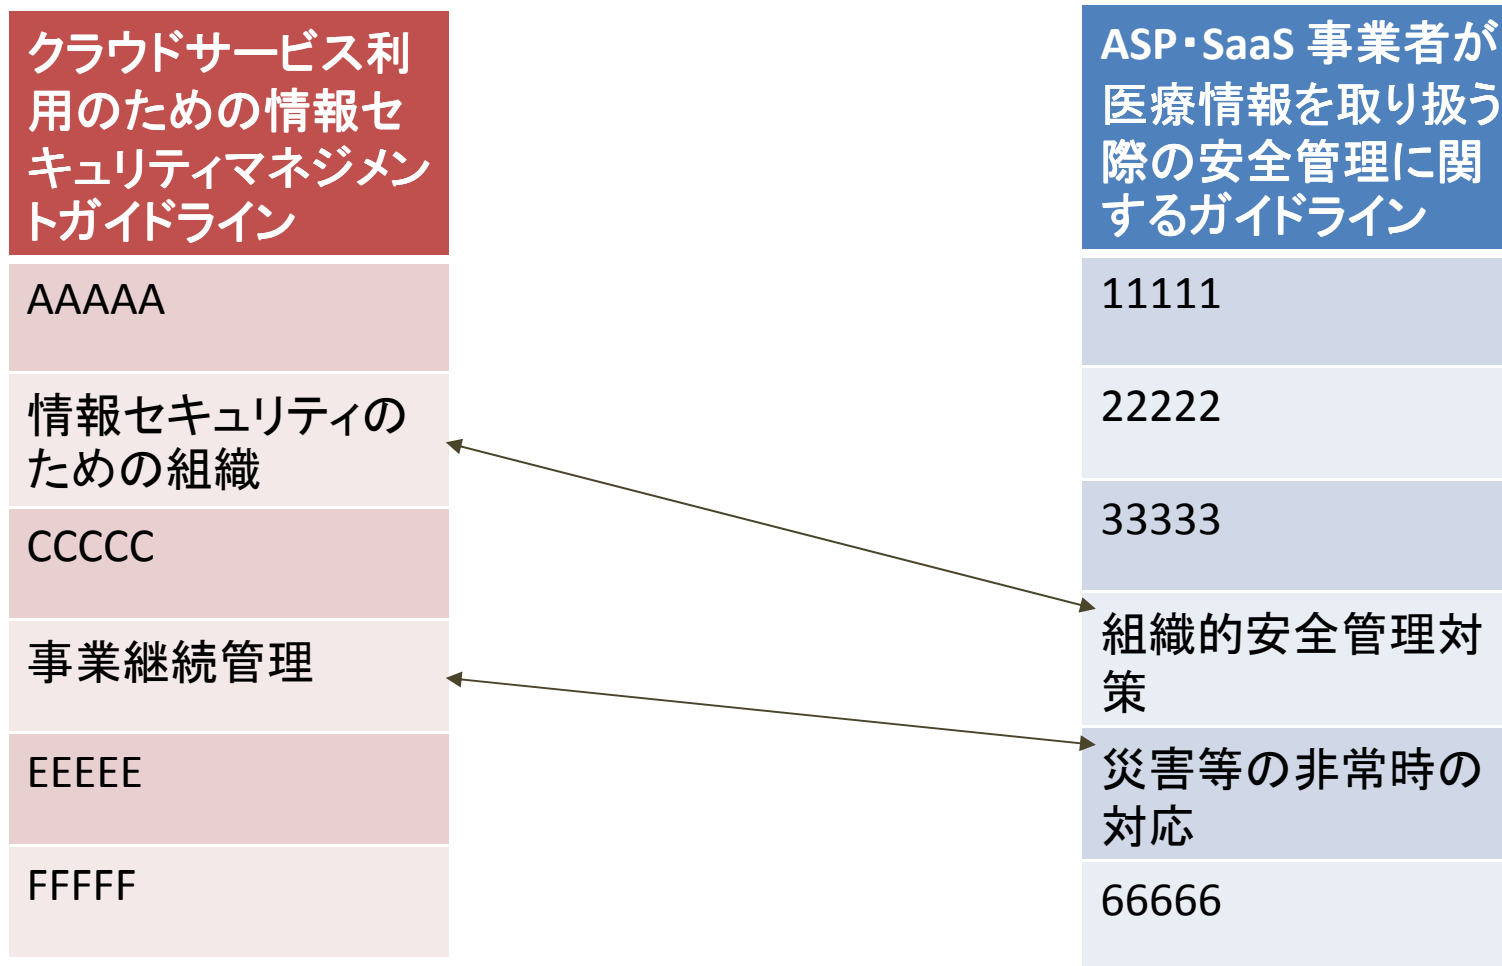 クラウドサービス利
用のための情報セ
キュリティマネジメン
トガイドライン
AAAAA
情報セキュリティの
ための組織
CCCCC
事業継続管理
EEEEE
FFFFF
ASP・SaaS 事業者が
医療情報を取り扱う
際の安全管理に関
するガイドライン
11111
22222
33333
組織的安全管理対
策
災害等の非常時の
対応
66666